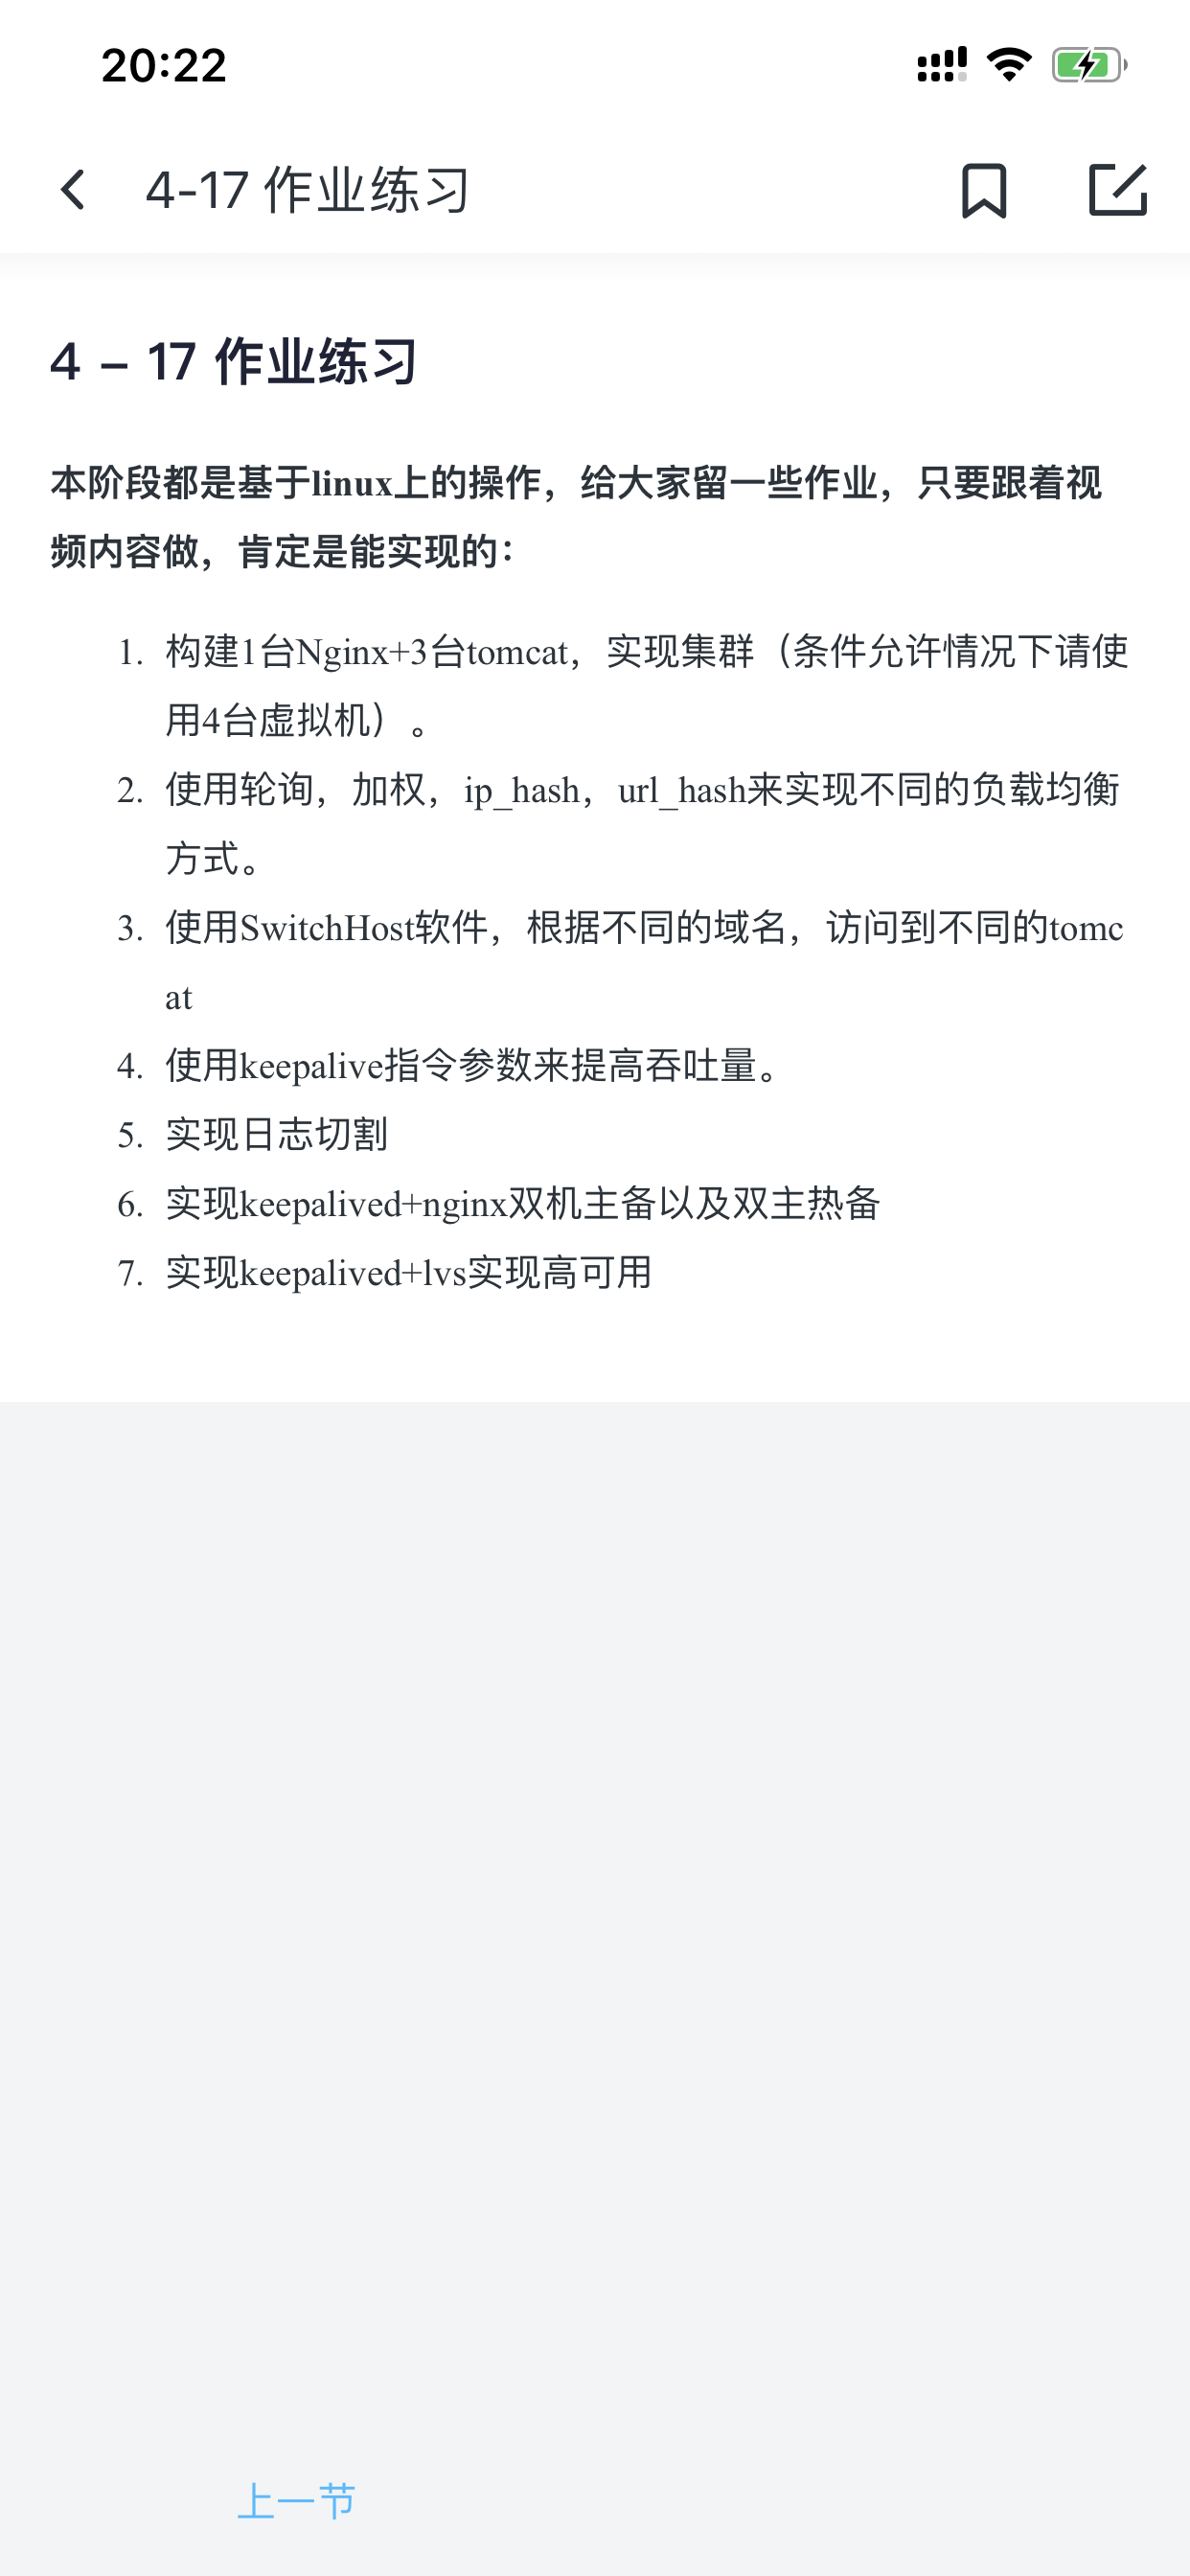 20:22
4-17 作业练习
4 – 17 作业练习
本阶段都是基于linux上的操作，给大家留一些作业，只要跟着视
频内容做，肯定是能实现的：
1. 构建1台Nginx+3台tomcat，实现集群（条件允许情况下请使
用4台虚拟机）。
2. 使用轮询，加权，ip_hash，url_hash来实现不同的负载均衡
方式。
3. 使用SwitchHost软件，根据不同的域名，访问到不同的tomc
at
4. 使用keepalive指令参数来提高吞吐量。
5. 实现日志切割
6. 实现keepalived+nginx双机主备以及双主热备
7. 实现keepalived+lvs实现高可用
上一节